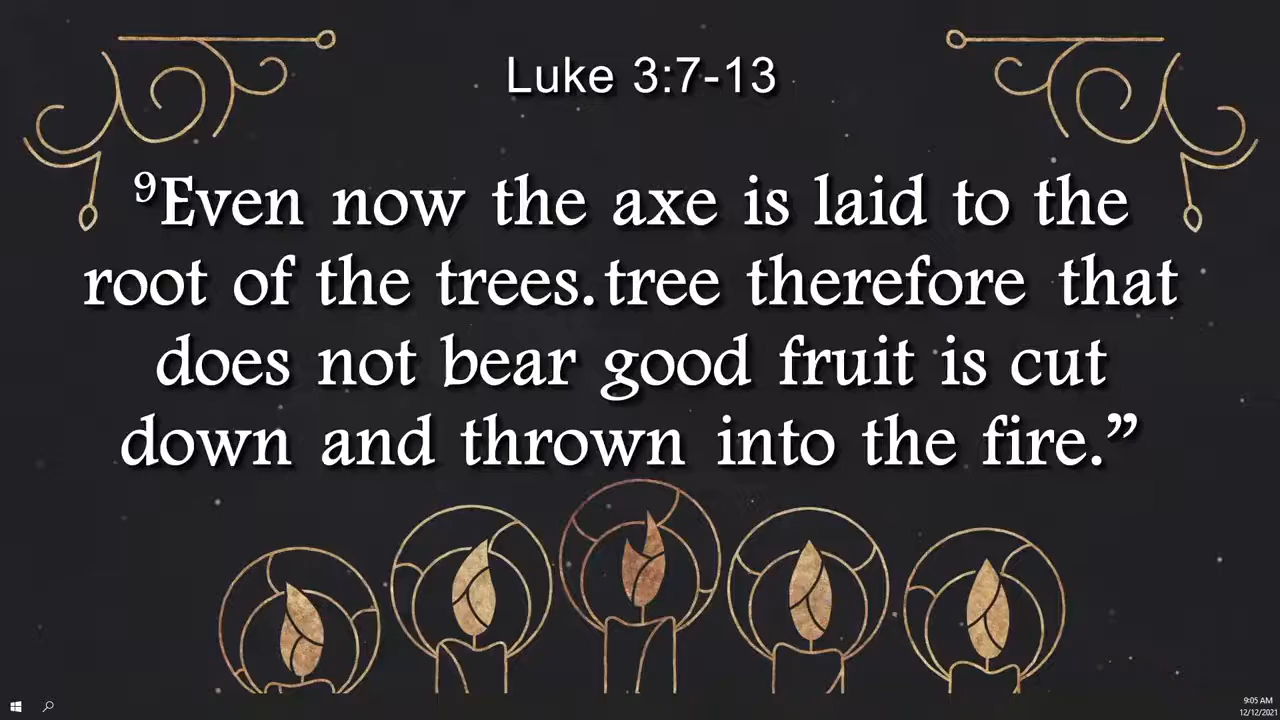 Luke 3:7-13
⁹Even now the axe is laid to the
root of the trees. tree therefore that
does not bear good fruit is cut
down and thrown into the fire.”
9:05 AM
12/12/2021